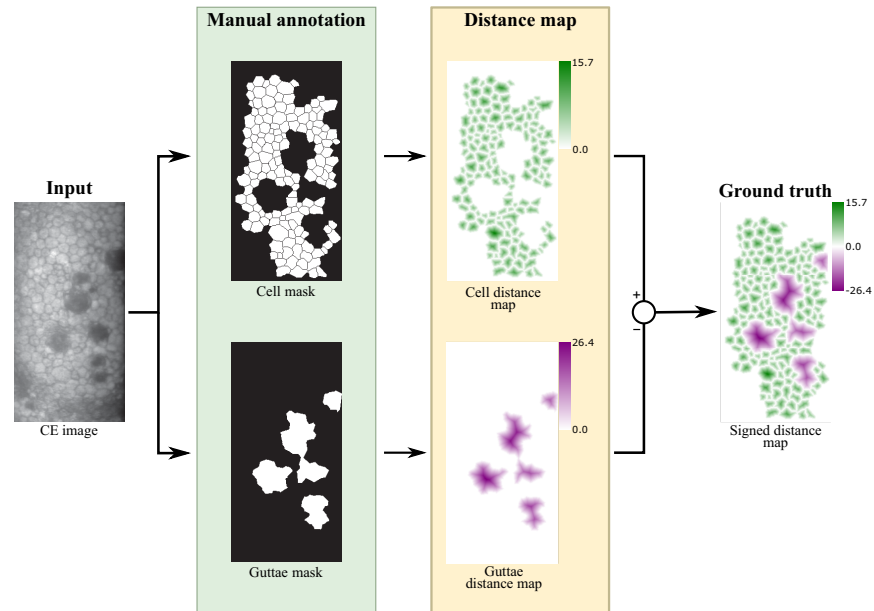 Manual annotation
Distance map
15.7
0.0
Input
Ground truth
15.7
0.0
-26.4
Cell mask
Cell distance
map
+
−
26.4
0.0
CE image
Signed distance
map
Guttae mask
Guttae
distance map